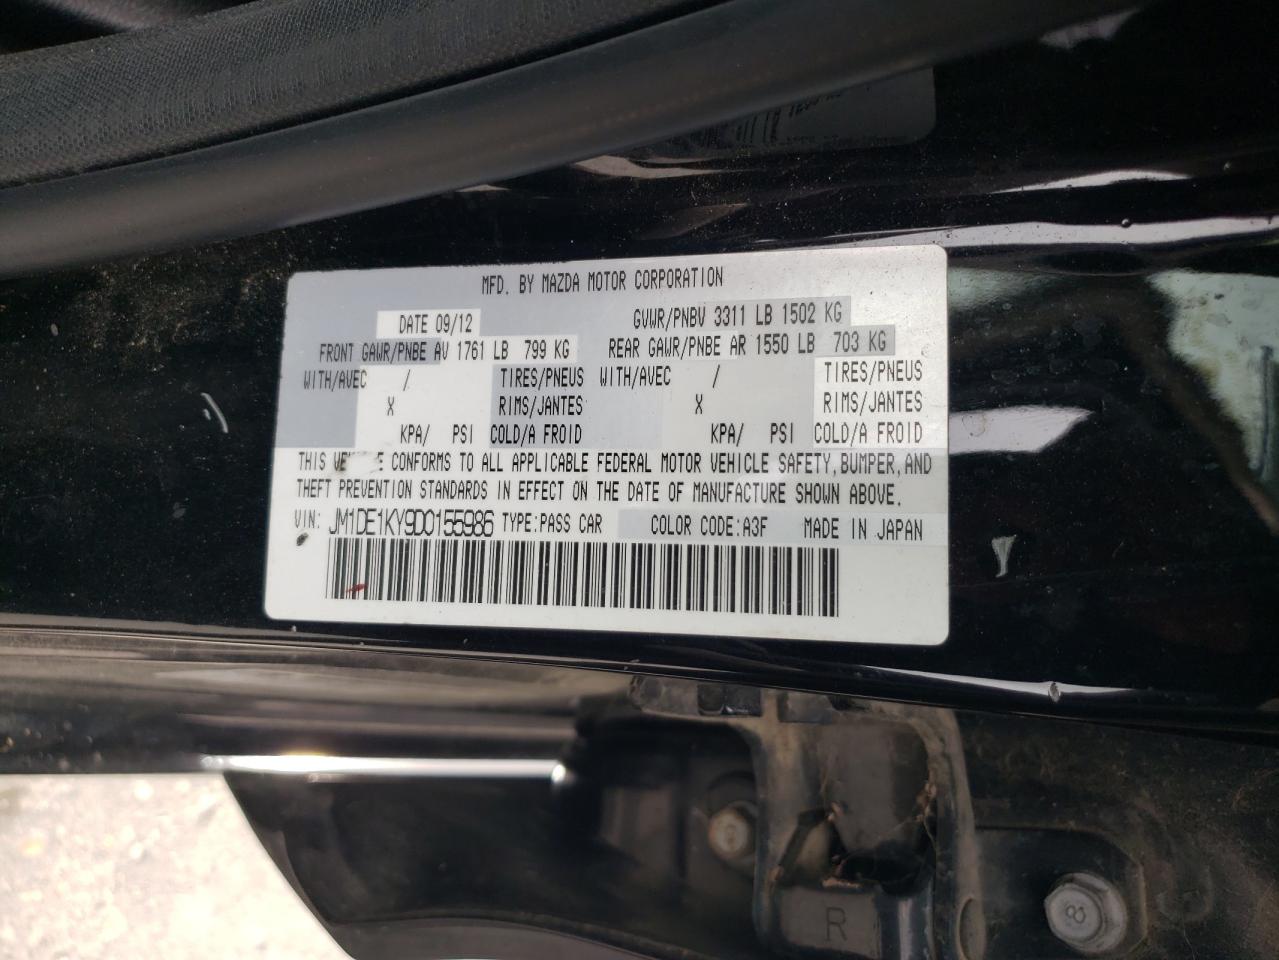 MFD. BY MAZDA MOTOR CORPORATION
DATE 09/12 GVWR/PNBV 3311 LB 1502 KG
FRONT GAWR/PNBE AV 1761 LB 799 KG REAR GAWR/PNBE AR 1550 LB 703 KG
WITH/AVEC / TIRES/PNEUS WITH/AVEC / TIRES/PNEUS
X RIMS/JANTES X RIMS/JANTES
KPA/ PSI COLD/A FROID KPA/ PSI COLD/A FROID
THIS CONFORMS TO ALL APPLICABLE FEDERAL MOTOR VEHICLE SAFETY, BUMPER, AND
THEFT PREVENTION STANDARDS IN EFFECT ON THE DATE OF MANUFACTURE SHOWN ABOVE.
VIN: JM1DE1KY9D0155986 TYPE:PASS CAR COLOR CODE:A3F MADE IN JAPAN
8
R
8